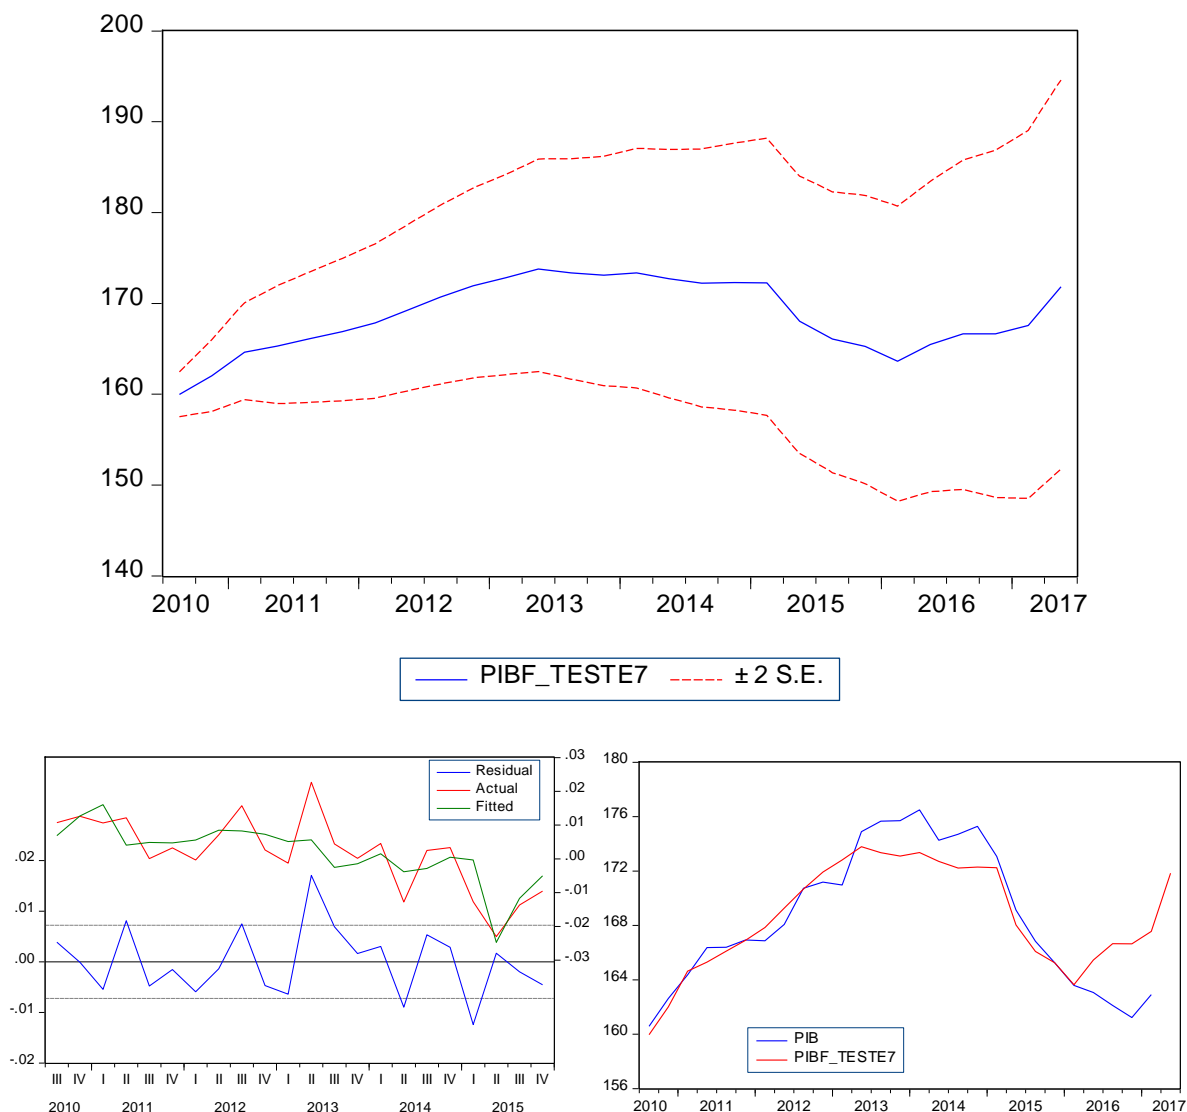 200
190
180
170
160
150
140
2010 2011 2012 2013 2014 2015 2016 2017
PIBF_TESTE7 ± 2 S.E.
.03
.02
.01
.00
-.01
-.02
-.03
.02
.01
.00
-.01
-.02
Residual
Actual
Fitted
III IV I II III IV I II III IV I II III IV I II III IV I II III IV
2010 2011 2012 2013 2014 2015
180
176
172
168
164
160
156
PIB
PIBF_TESTE7
2010 2011 2012 2013 2014 2015 2016 2017